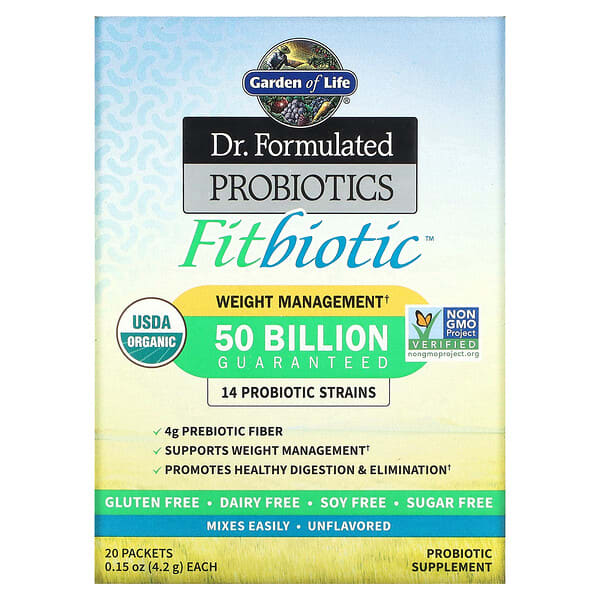 Garden of Life®
Dr. Formulated
PROBIOTICS
Fitbiotic™
WEIGHT MANAGEMENT†
USDA
ORGANIC
50 BILLION
GUARANTEED
14 PROBIOTIC STRAINS
NON
GMO
Project
VERIFIED
nongmoproject.org
✓ 4g PREBIOTIC FIBER
✓ SUPPORTS WEIGHT MANAGEMENT†
✓ PROMOTES HEALTHY DIGESTION & ELIMINATION†
GLUTEN FREE • DAIRY FREE • SOY FREE • SUGAR FREE
MIXES EASILY • UNFLAVORED
20 PACKETS
0.15 oz (4.2 g) EACH
PROBIOTIC
SUPPLEMENT